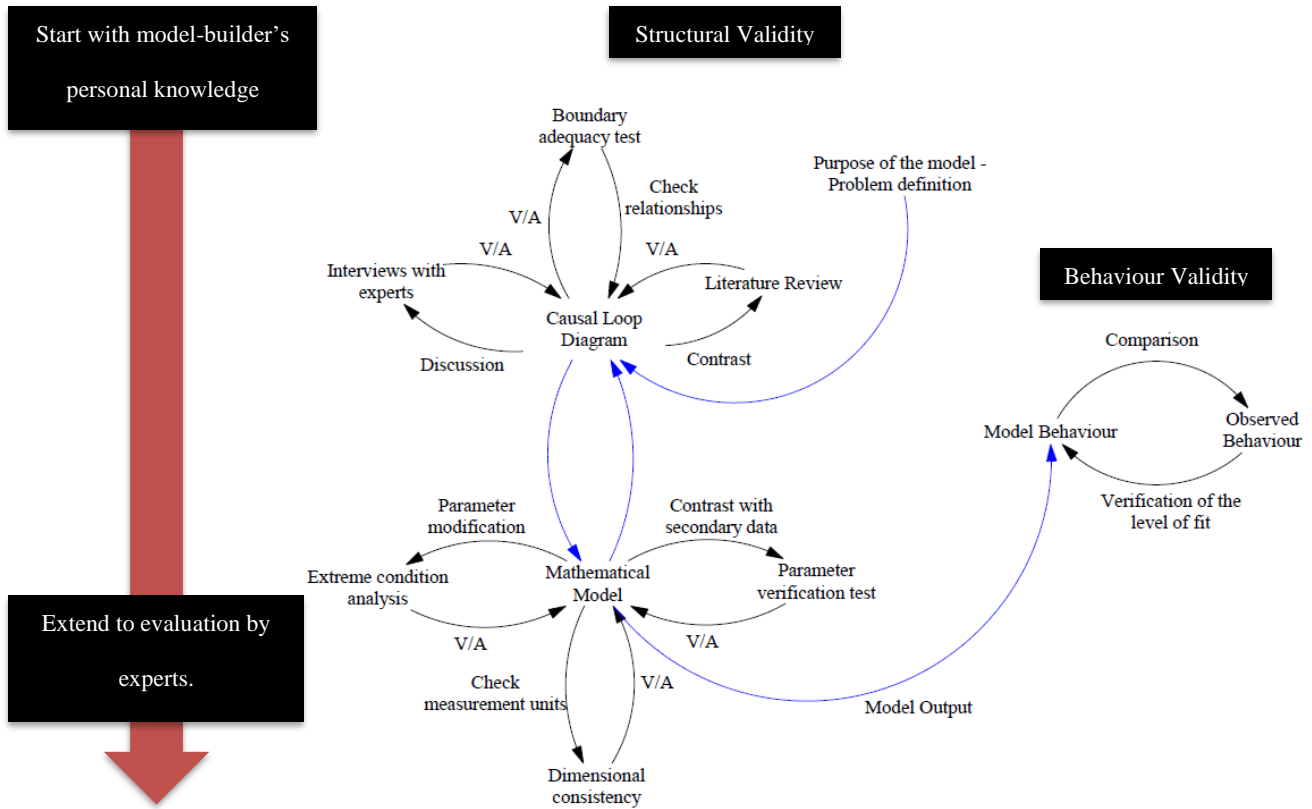 Start with model-builder’s
personal knowledge
Structural Validity
Boundary
adequacy test
Purpose of the model -
Problem definition
Check
relationships
V/A
V/A
V/A
Interviews with
experts
Literature Review
Behaviour Validity
Causal Loop
Diagram
Discussion
Contrast
Comparison
Model Behaviour
Observed
Behaviour
Verification of the
level of fit
Parameter
modification
Contrast with
secondary data
Extreme condition
analysis
Mathematical
Model
Parameter
verification test
Extend to evaluation by
experts.
V/A
V/A
Check
measurement units
V/A
Model Output
Dimensional
consistency